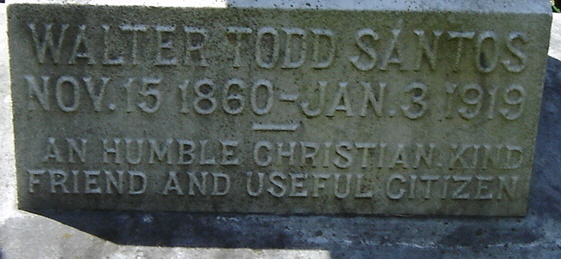 WALTER TODD SANTOS
NOV. 15 1860 - JAN. 3 1919
AN HUMBLE CHRISTIAN. KIND
FRIEND AND USEFUL CITIZEN